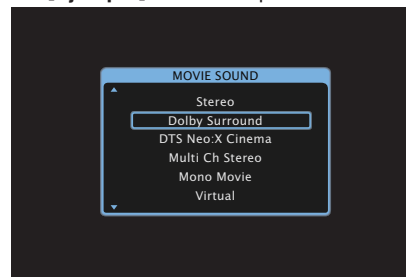 MOVIE SOUND
Stereo
Dolby Surround
DTS Neo:X Cinema
Multi Ch Stereo
Mono Movie
Virtual